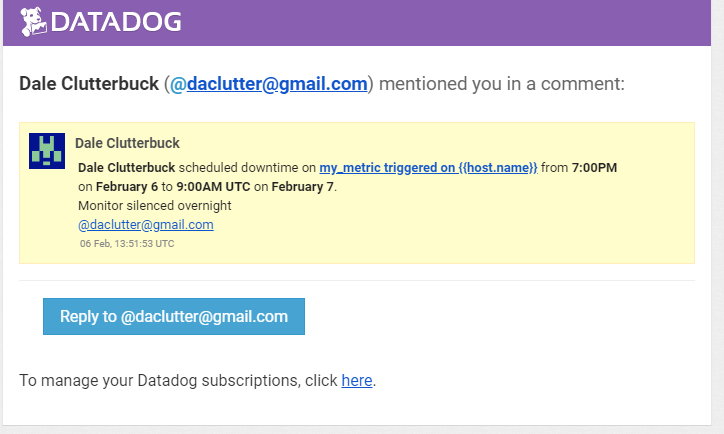 DATADOG
Dale Clutterbuck (@daclutter@gmail.com) mentioned you in a comment:
Dale Clutterbuck
Dale Clutterbuck scheduled downtime on my_metric triggered on {{host.name}} from 7:00PM
on February 6 to 9:00AM UTC on February 7.
Monitor silenced overnight
@daclutter@gmail.com
06 Feb, 13:51:53 UTC
Reply to @daclutter@gmail.com
To manage your Datadog subscriptions, click here.